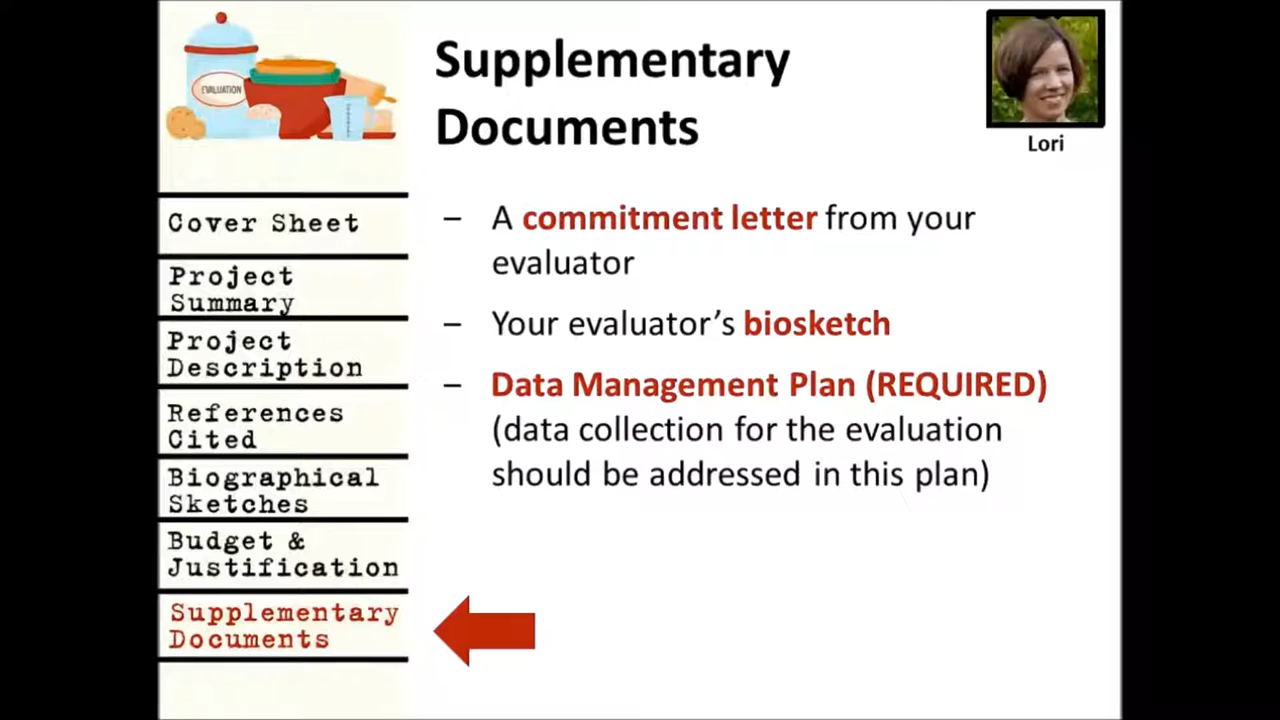 EVALUATION
Supplementary
Documents
Lori
Cover Sheet
Project
Summary
Project
Description
References
Cited
Biographical
Sketches
Budget &
Justification
Supplementary
Documents
– A commitment letter from your
evaluator
– Your evaluator’s biosketch
– Data Management Plan (REQUIRED)
(data collection for the evaluation
should be addressed in this plan)